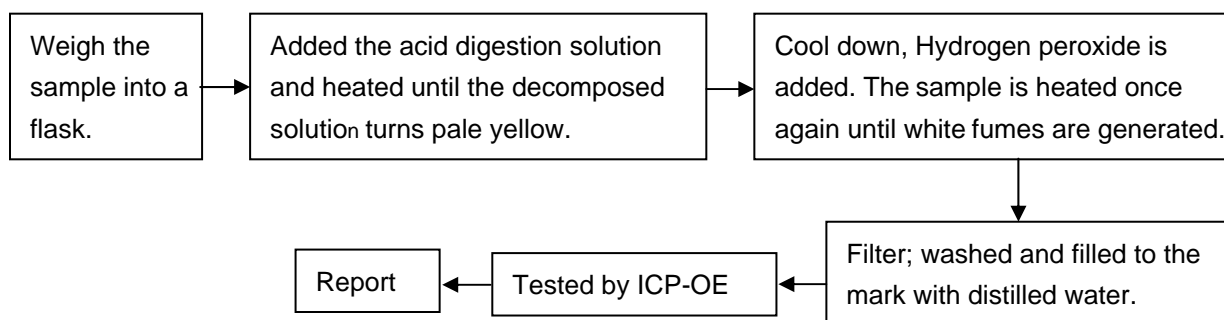 Weigh the
sample into a
flask.
Added the acid digestion solution
and heated until the decomposed
solution turns pale yellow.
Cool down, Hydrogen peroxide is
added. The sample is heated once
again until white fumes are generated.
Filter; washed and filled to the
mark with distilled water.
Tested by ICP-OE
Report